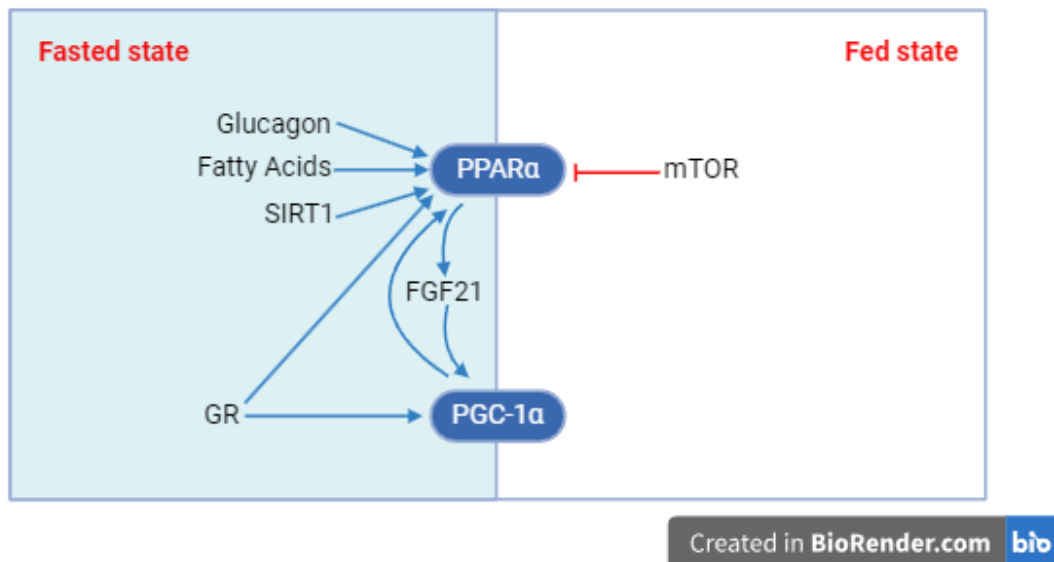 Fasted state
Fed state
Glucagon
Fatty Acids
PPARα
mTOR
SIRT1
FGF21
GR
PGC-1α
Created in BioRender.com bio